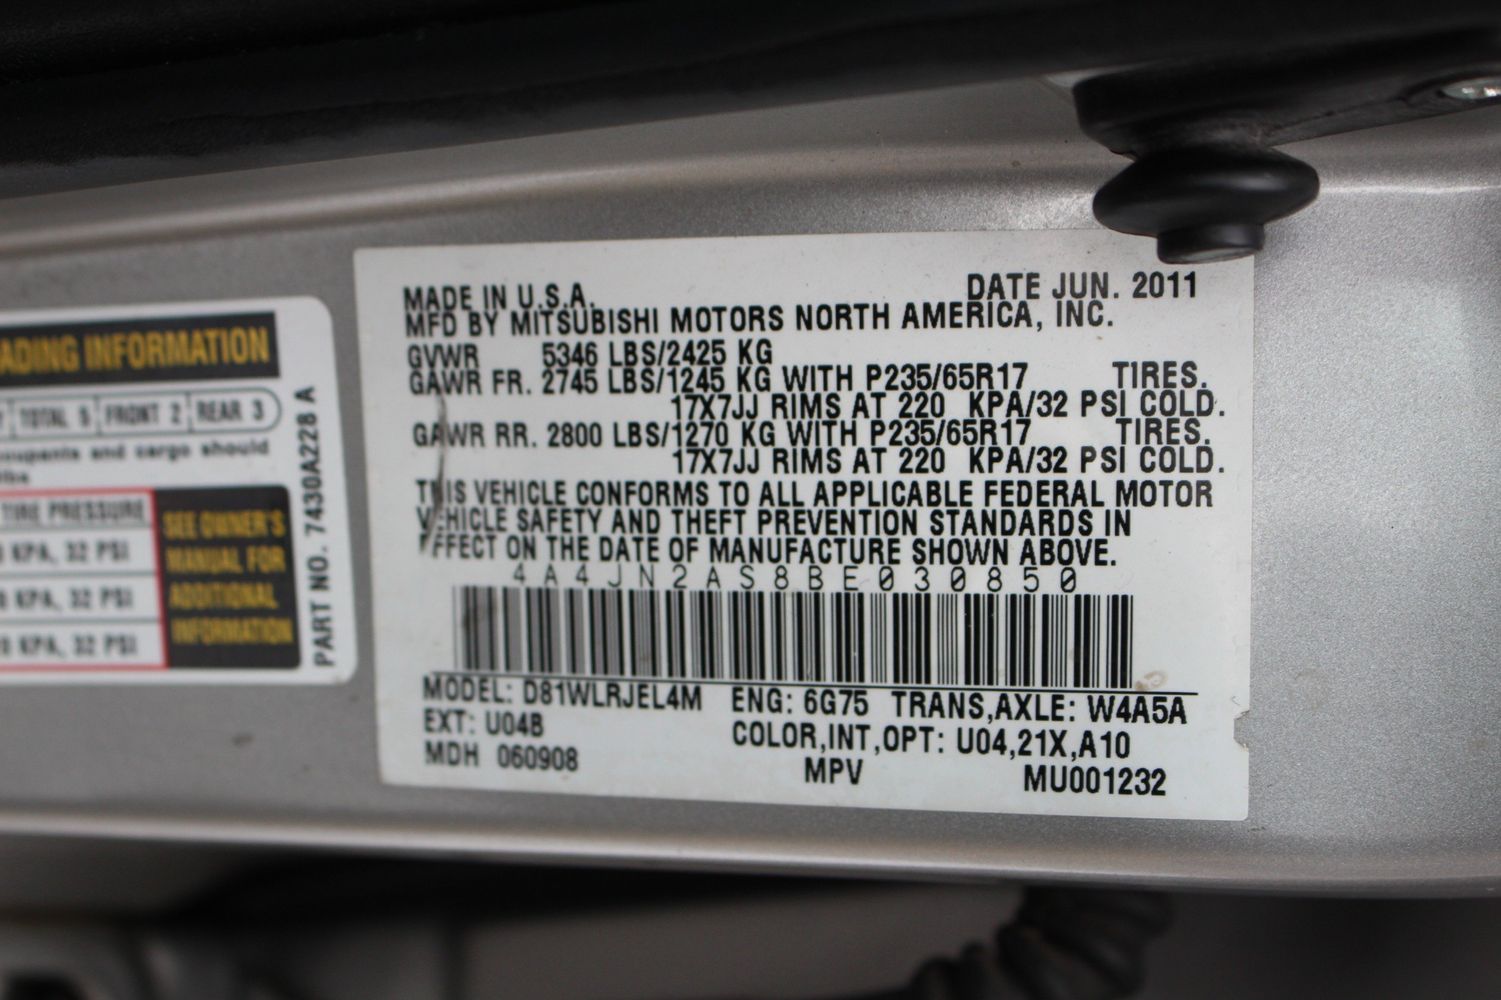 ADING INFORMATION
TOTAL 5 FRONT 2 REAR 3
cupants and cargo should
lbs
TIRE PRESSURE
KPA, 32 PSI
KPA, 32 PSI
KPA, 32 PSI
SEE OWNER'S
MANUAL FOR
ADDITIONAL
INFORMATION
PART NO. 7430A228 A
MADE IN U.S.A. DATE JUN. 2011
MFD BY MITSUBISHI MOTORS NORTH AMERICA, INC.
GVWR 5346 LBS/2425 KG
GAWR FR. 2745 LBS/1245 KG WITH P235/65R17 TIRES.
17X7JJ RIMS AT 220 KPA/32 PSI COLD.
GAWR RR. 2800 LBS/1270 KG WITH P235/65R17 TIRES.
17X7JJ RIMS AT 220 KPA/32 PSI COLD.
THIS VEHICLE CONFORMS TO ALL APPLICABLE FEDERAL MOTOR
VEHICLE SAFETY AND THEFT PREVENTION STANDARDS IN
EFFECT ON THE DATE OF MANUFACTURE SHOWN ABOVE.
4A4JN2AS8BE030850
MODEL: D81WLRJEL4M ENG: 6G75 TRANS,AXLE: W4A5A
EXT: U04B COLOR,INT,OPT: U04,21X,A10
MDH 060908 MPV MU001232